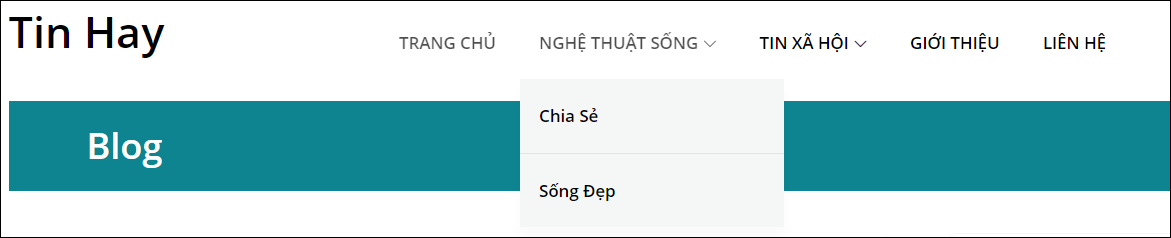 Tin Hay
TRANG CHỦ NGHỆ THUẬT SỐNG TIN XÃ HỘI GIỚI THIỆU LIÊN HỆ
Chia Sẻ
Blog
Sống Đẹp